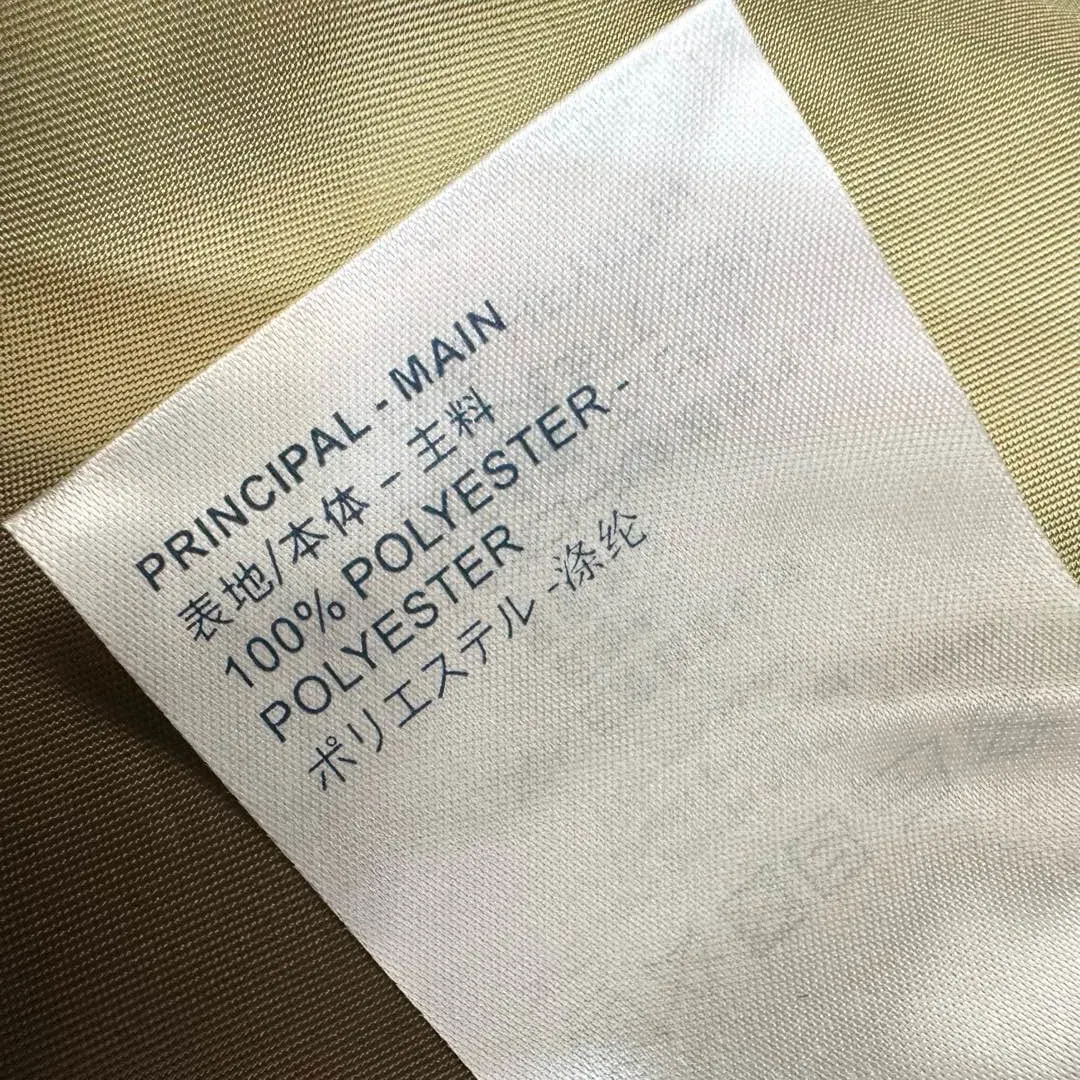 PRINCIPAL - MAIN
表地/本体 - 主料
100% POLYESTER -
POLYESTER
ポリエステル -涤纶